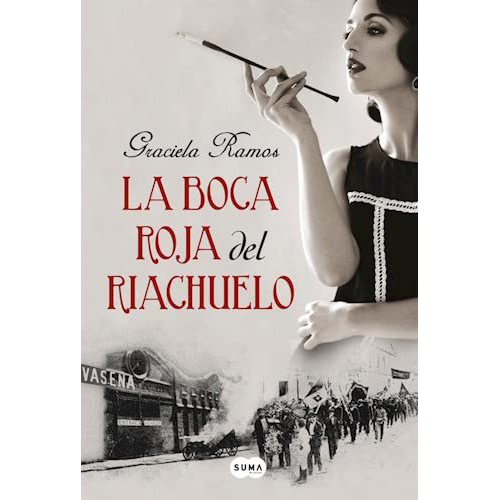 Graciela Ramos
LA BOCA
ROJA del
RIACHUELO
VASENA
SUMA